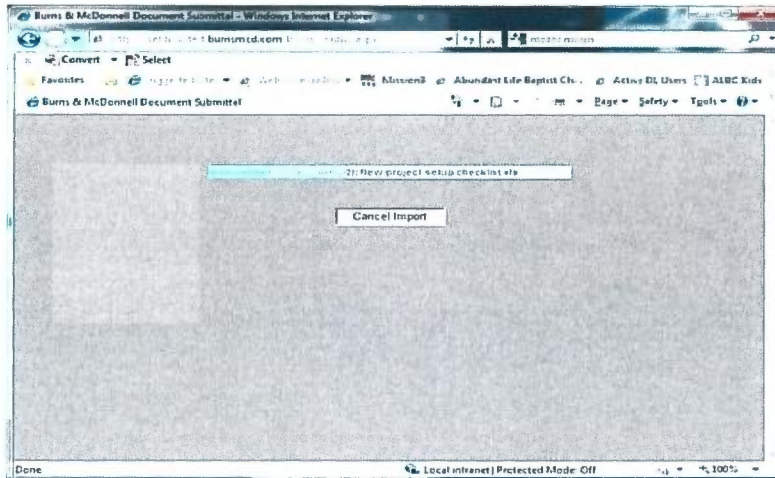 Burns & McDonnell Document Submittal - Windows Internet Explorer
burnsmcd.com
Convert Select
Favorites Mission3 Abundant Life Baptist Ch... Active DL Users ALBC Kids
Burns & McDonnell Document Submittal Page Safety Tools
2): New project setup checklist.xls
Cancel Import
Done Local intranet | Protected Mode: Off 100%